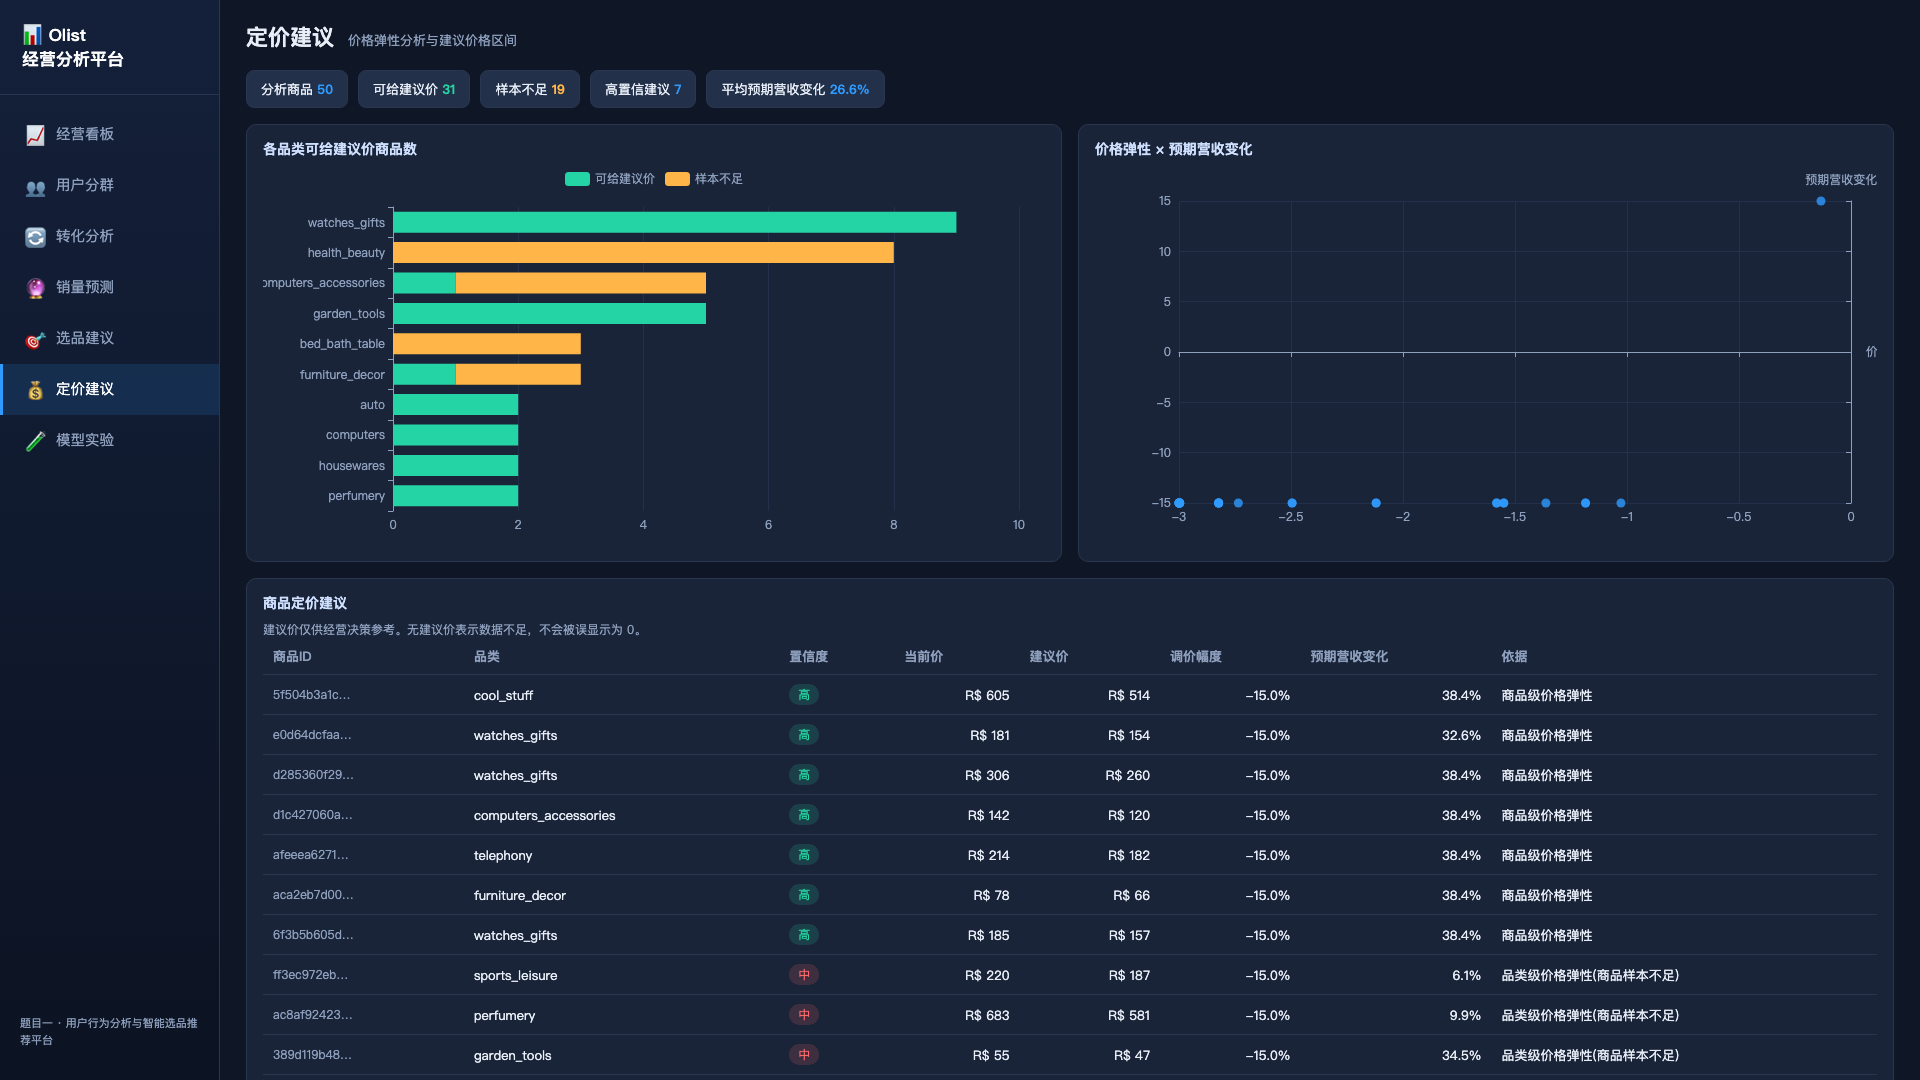 Olist
经营分析平台
经营看板
用户分群
转化分析
销量预测
选品建议
定价建议
模型实验
题目一 · 用户行为分析与智能选品推
荐平台
定价建议 价格弹性分析与建议价格区间
分析商品 50 可给建议价 31 样本不足 19 高置信建议 7 平均预期营收变化 26.6%
各品类可给建议价商品数
可给建议价 样本不足
watches_gifts
health_beauty
omputers_accessories
garden_tools
bed_bath_table
furniture_decor
auto
computers
housewares
perfumery
0 2 4 6 8 10
价格弹性 × 预期营收变化
预期营收变化
15
10
5
0 价
-5
-10
-15
-3 -2.5 -2 -1.5 -1 -0.5 0
商品定价建议
建议价仅供经营决策参考。无建议价表示数据不足，不会被误显示为 0。
商品ID 品类 置信度 当前价 建议价 调价幅度 预期营收变化 依据
5f504b3a1c... cool_stuff 高 R$ 605 R$ 514 -15.0% 38.4% 商品级价格弹性
e0d64dcfaa... watches_gifts 高 R$ 181 R$ 154 -15.0% 32.6% 商品级价格弹性
d285360f29... watches_gifts 高 R$ 306 R$ 260 -15.0% 38.4% 商品级价格弹性
d1c427060a... computers_accessories 高 R$ 142 R$ 120 -15.0% 38.4% 商品级价格弹性
afeeea6271... telephony 高 R$ 214 R$ 182 -15.0% 38.4% 商品级价格弹性
aca2eb7d00... furniture_decor 高 R$ 78 R$ 66 -15.0% 38.4% 商品级价格弹性
6f3b5b605d... watches_gifts 高 R$ 185 R$ 157 -15.0% 38.4% 商品级价格弹性
ff3ec972eb... sports_leisure 中 R$ 220 R$ 187 -15.0% 6.1% 品类级价格弹性(商品样本不足)
ac8af92423... perfumery 中 R$ 683 R$ 581 -15.0% 9.9% 品类级价格弹性(商品样本不足)
389d119b48... garden_tools 中 R$ 55 R$ 47 -15.0% 34.5% 品类级价格弹性(商品样本不足)